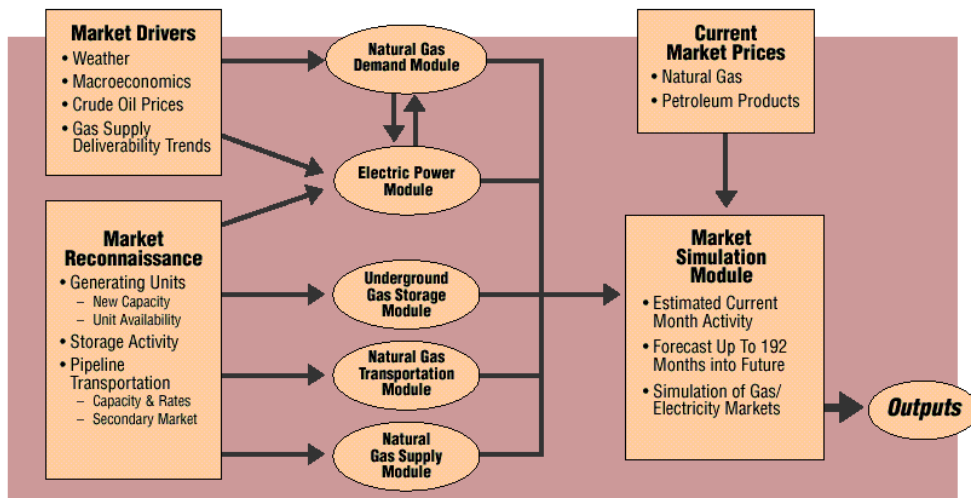 Market Drivers
• Weather
• Macroeconomics
• Crude Oil Prices
• Gas Supply
Deliverability Trends
Market
Reconnaissance
• Generating Units
– New Capacity
– Unit Availability
• Storage Activity
• Pipeline
Transportation
– Capacity & Rates
– Secondary Market
Natural Gas
Demand Module
Electric Power
Module
Underground
Gas Storage
Module
Natural Gas
Transportation
Module
Natural
Gas Supply
Module
Current
Market Prices
• Natural Gas
• Petroleum Products
Market
Simulation
Module
• Estimated Current
Month Activity
• Forecast Up To 192
Months into Future
• Simulation of Gas/
Electricity Markets
Outputs